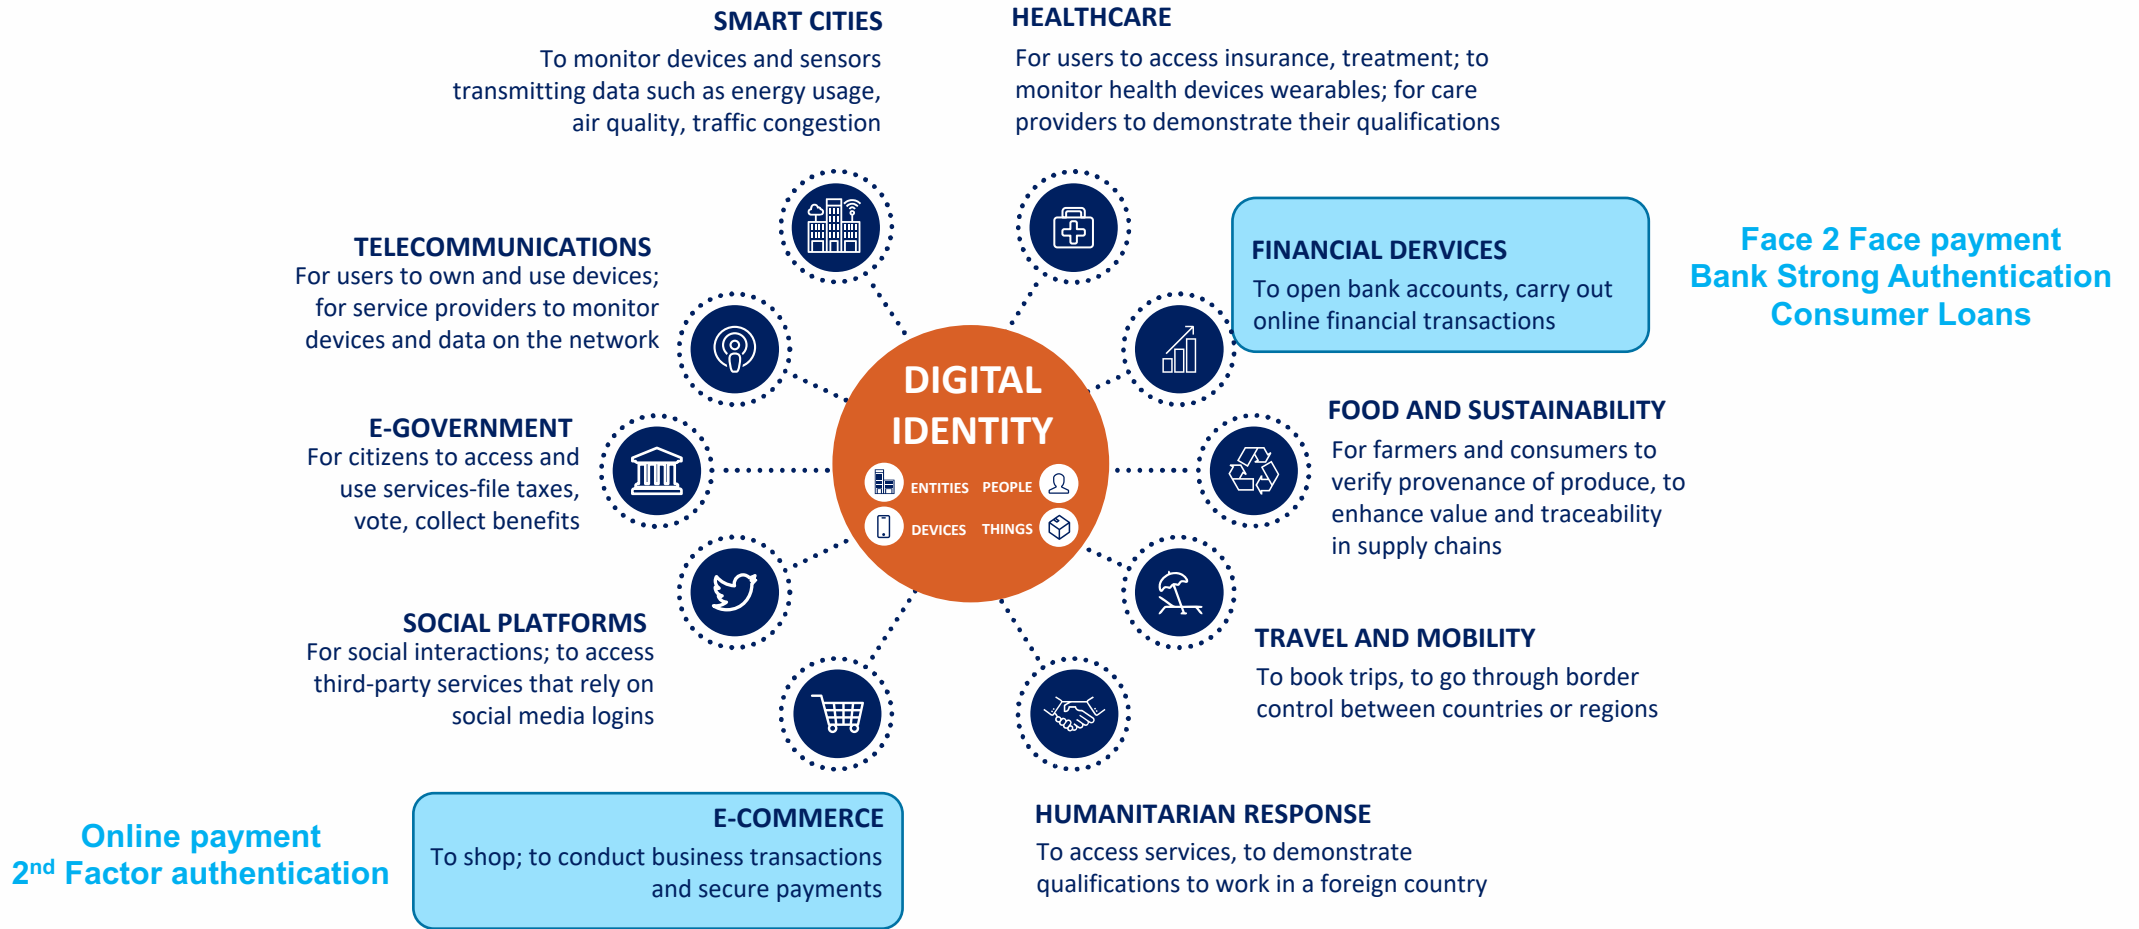 SMART CITIES
To monitor devices and sensors
transmitting data such as energy usage,
air quality, traffic congestion
HEALTHCARE
For users to access insurance, treatment; to
monitor health devices wearables; for care
providers to demonstrate their qualifications
TELECOMMUNICATIONS
For users to own and use devices;
for service providers to monitor
devices and data on the network
FINANCIAL DERVICES
To open bank accounts, carry out
online financial transactions
Face 2 Face payment
Bank Strong Authentication
Consumer Loans
DIGITAL
IDENTITY
ENTITIES PEOPLE
DEVICES THINGS
E-GOVERNMENT
For citizens to access and
use services-file taxes,
vote, collect benefits
FOOD AND SUSTAINABILITY
For farmers and consumers to
verify provenance of produce, to
enhance value and traceability
in supply chains
SOCIAL PLATFORMS
For social interactions; to access
third-party services that rely on
social media logins
TRAVEL AND MOBILITY
To book trips, to go through border
control between countries or regions
Online payment
2nd Factor authentication
E-COMMERCE
To shop; to conduct business transactions
and secure payments
HUMANITARIAN RESPONSE
To access services, to demonstrate
qualifications to work in a foreign country